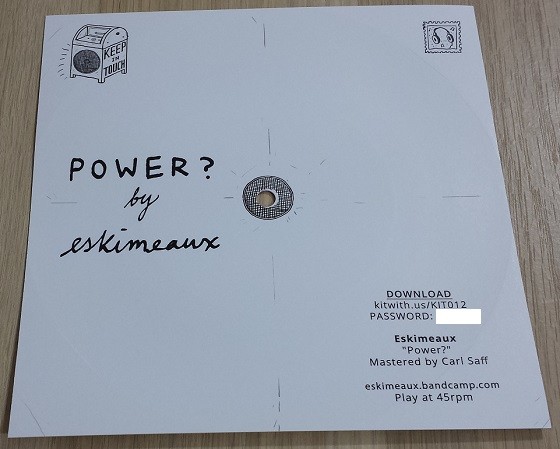 KEEP
IN
TOUCH
POWER?
by
eskimeaux
DOWNLOAD
kitwith.us/KIT012
PASSWORD:
Eskimeaux
"Power?"
Mastered by Carl Saff
eskimeaux.bandcamp.com
Play at 45rpm